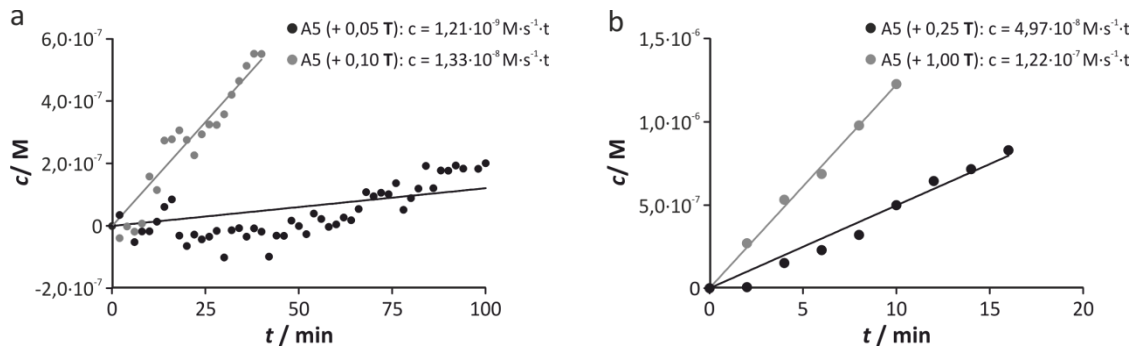 a
A5 (+ 0,05 T): c = 1,21·10⁻⁹ M·s⁻¹·t
A5 (+ 0,10 T): c = 1,33·10⁻⁸ M·s⁻¹·t
6,0·10⁻⁷
4,0·10⁻⁷
2,0·10⁻⁷
0
-2,0·10⁻⁷
c/ M
0 25 50 75 100
t / min
b
A5 (+ 0,25 T): c = 4,97·10⁻⁸ M·s⁻¹·t
A5 (+ 1,00 T): c = 1,22·10⁻⁷ M·s⁻¹·t
1,5·10⁻⁶
1,0·10⁻⁶
5,0·10⁻⁷
0
c/ M
0 5 10 15 20
t / min